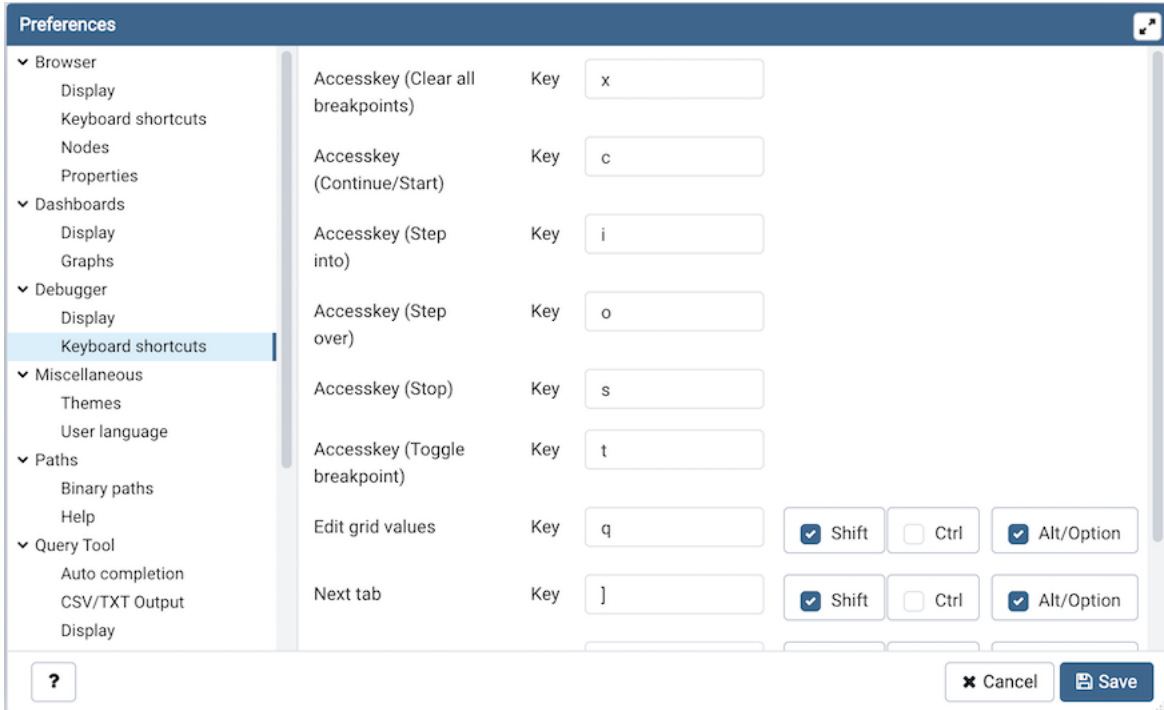 Preferences
Browser
Display
Keyboard shortcuts
Nodes
Properties
Dashboards
Display
Graphs
Debugger
Display
Keyboard shortcuts
Miscellaneous
Themes
User language
Paths
Binary paths
Help
Query Tool
Auto completion
CSV/TXT Output
Display
Accesskey (Clear all
breakpoints)
Key
x
Accesskey
(Continue/Start)
Key
c
Accesskey (Step
into)
Key
i
Accesskey (Step
over)
Key
o
Accesskey (Stop)
Key
s
Accesskey (Toggle
breakpoint)
Key
t
Edit grid values
Key
q
Shift
Ctrl
Alt/Option
Next tab
Key
]
Shift
Ctrl
Alt/Option
?
Cancel
Save